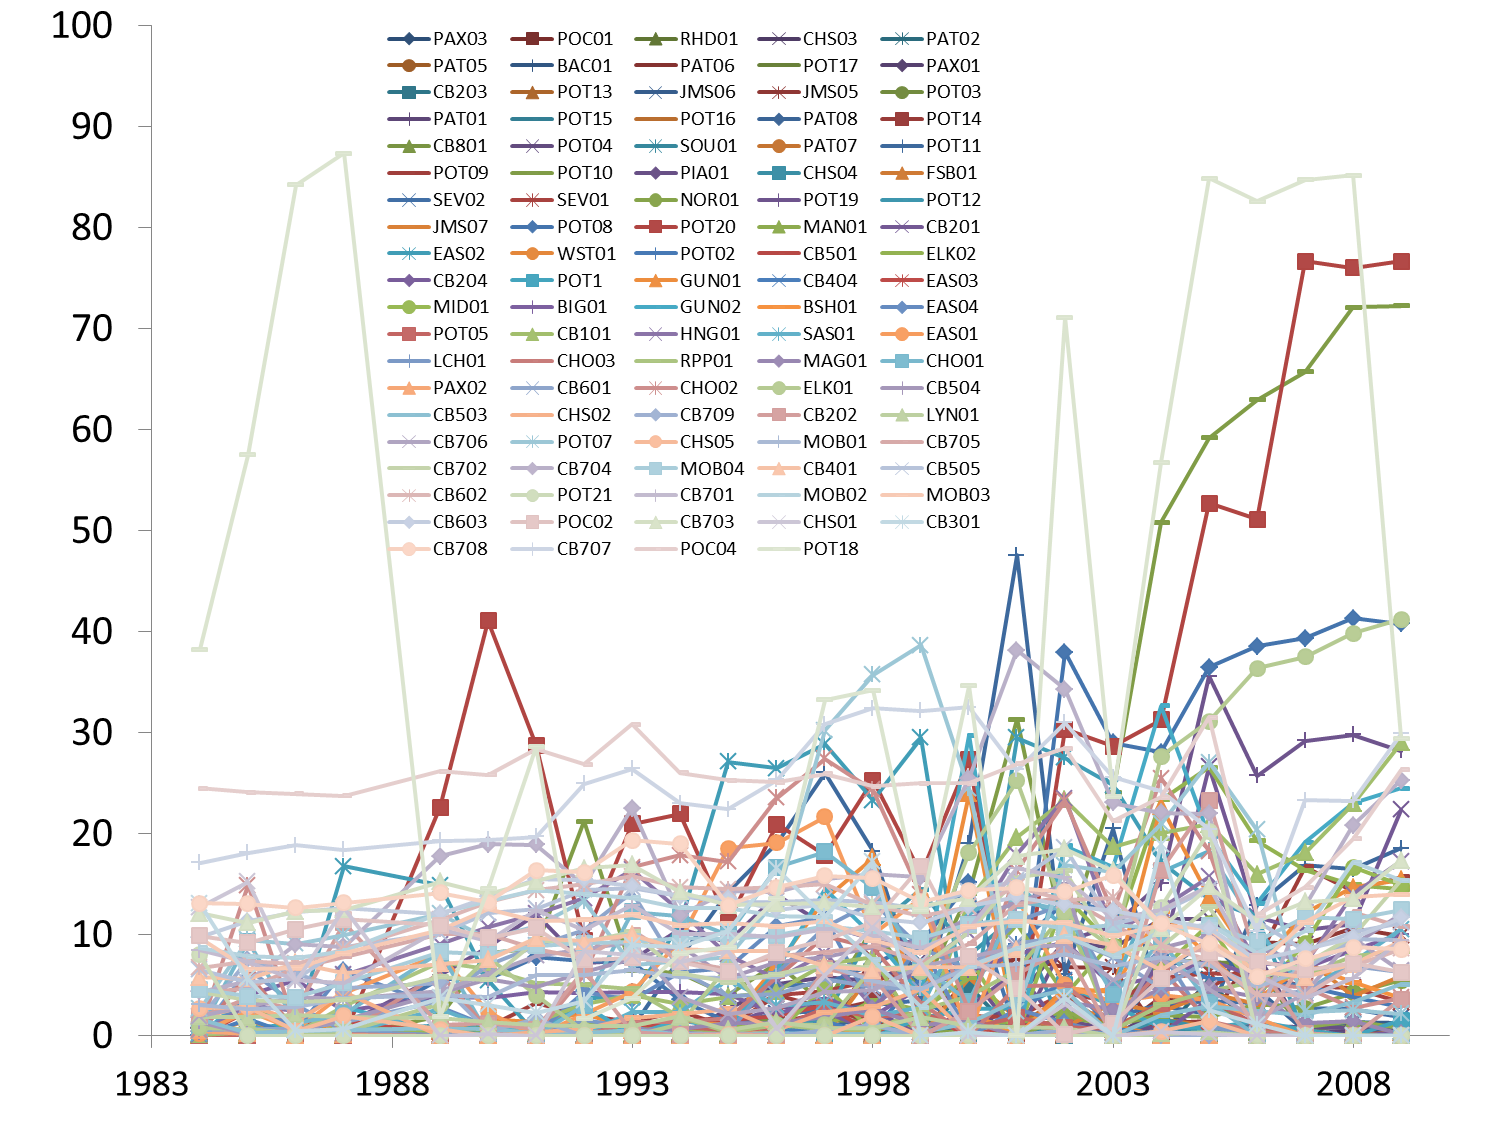 100
90
80
70
60
50
40
30
20
10
0
PAX03 POC01 RHD01 CHS03 PAT02
PAT05 BAC01 PAT06 POT17 PAX01
CB203 POT13 JMS06 JMS05 POT03
PAT01 POT15 POT16 PAT08 POT14
CB801 POT04 SOU01 PAT07 POT11
POT09 POT10 PIA01 CHS04 FSB01
SEV02 SEV01 NOR01 POT19 POT12
JMS07 POT08 POT20 MAN01 CB201
EAS02 WST01 POT02 CB501 ELK02
CB204 POT1 GUN01 CB404 EAS03
MID01 BIG01 GUN02 BSH01 EAS04
POT05 CB101 HNG01 SAS01 EAS01
LCH01 CHO03 RPP01 MAG01 CHO01
PAX02 CB601 CHO02 ELK01 CB504
CB503 CHS02 CB709 CB202 LYN01
CB706 POT07 CHS05 MOB01 CB705
CB702 CB704 MOB04 CB401 CB505
CB602 POT21 CB701 MOB02 MOB03
CB603 POC02 CB703 CHS01 CB301
CB708 CB707 POC04 POT18
1983 1988 1993 1998 2003 2008